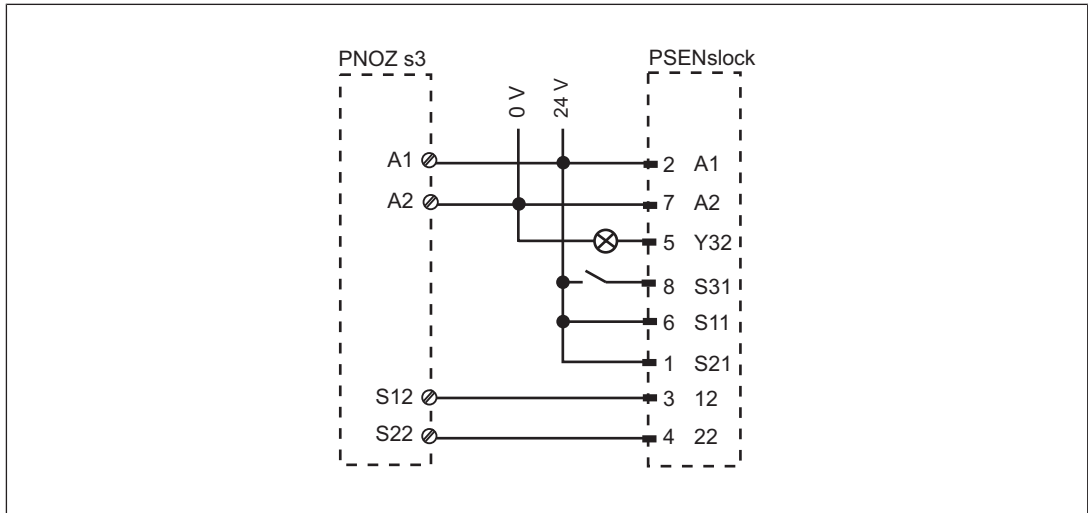 PNOZ s3
PSENslock
0 V
24 V
A1
2 A1
A2
7 A2
5 Y32
8 S31
6 S11
1 S21
S12
3 12
S22
4 22